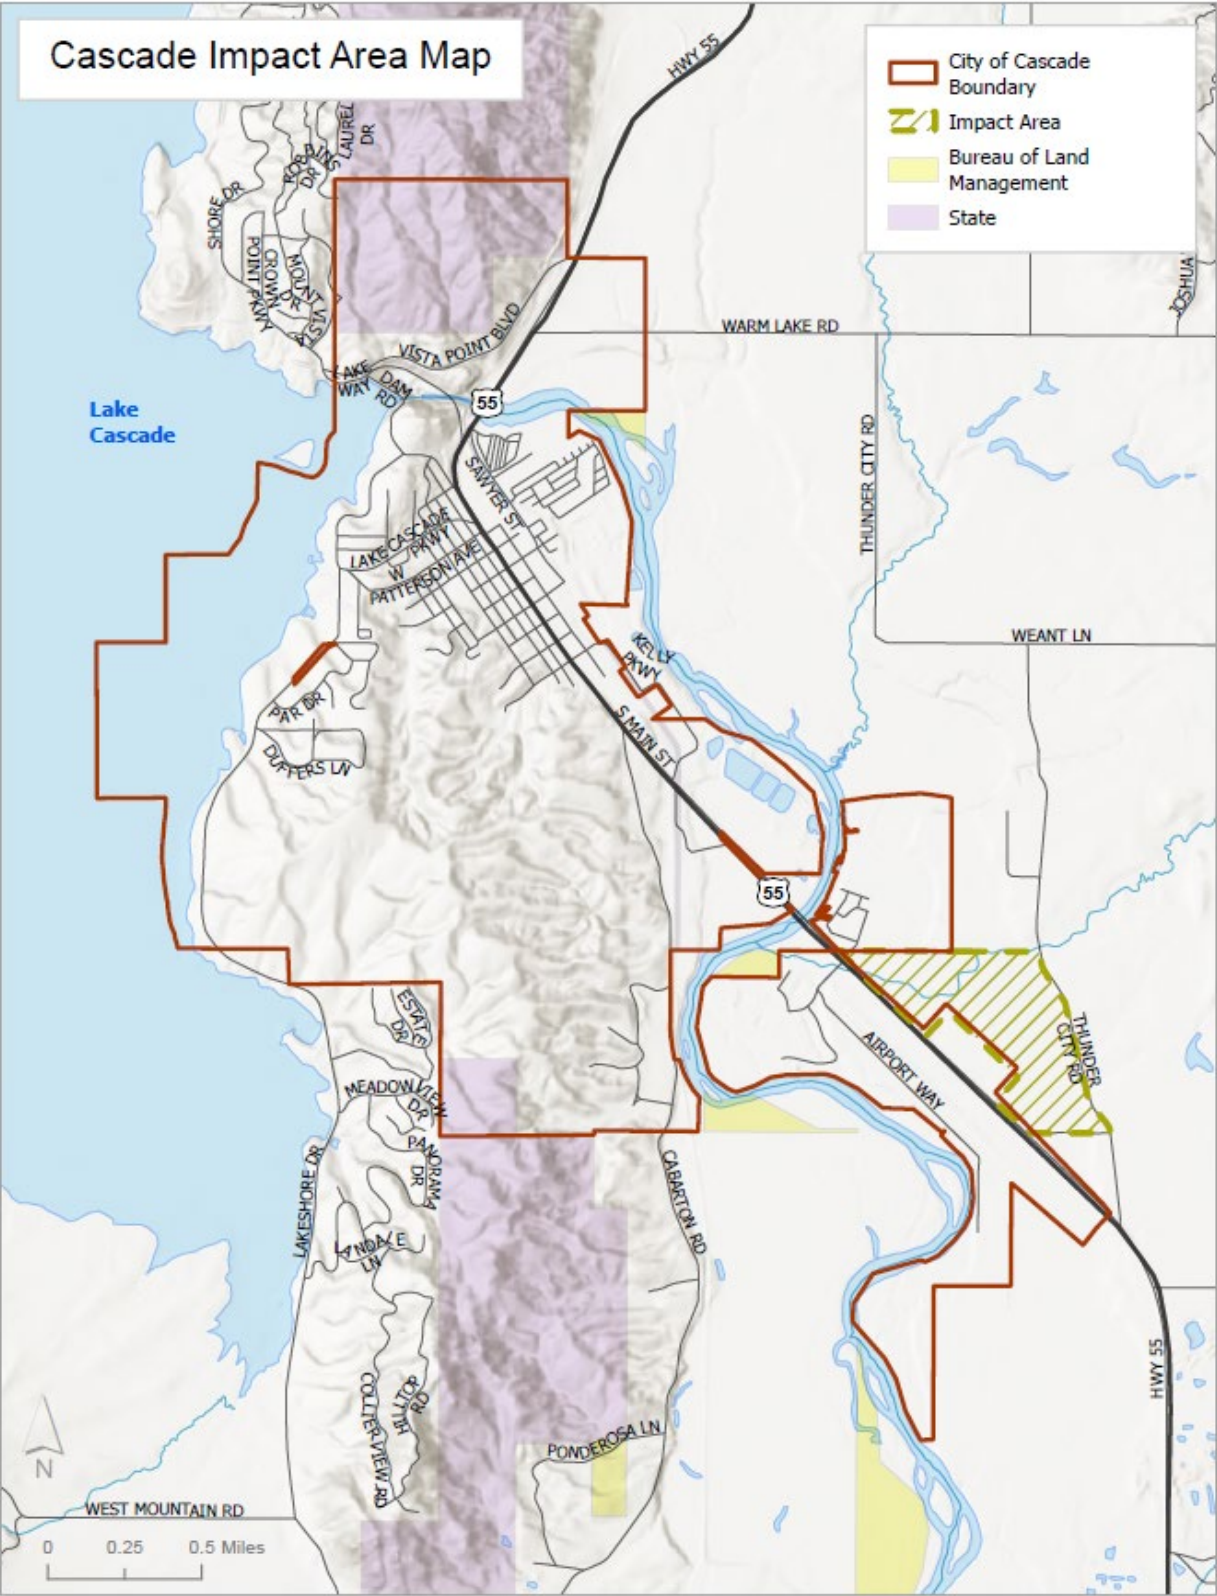 Cascade Impact Area Map
City of Cascade
Boundary
Impact Area
Bureau of Land
Management
State
HWY 55
LAUREL
DR
ROBBINS
DR
SHORE DR
POINT PKWY
CROWN
MOUNT VISTA
DR
JOSHUA
WARM LAKE RD
VISTA POINT BLVD
LAKE
WAY
DAM
RD
55
Lake
Cascade
THUNDER CITY RD
SAWYER ST
LAKE CASCADE
PKWY
W
PATTERSON AVE
WEANT LN
KELLY
PKWY
PAR DR
S MAIN ST
DUFFERS LN
55
ESTATE
DR
THUNDER
CITY RD
AIRPORT WAY
MEADOW VIEW
DR
PANORAMA
DR
LAKESHORE DR
CABARTON RD
LN
HWY 55
COLLIER VIEW RD
HILLTOP
RD
PONDEROSA LN
N
WEST MOUNTAIN RD
0 0.25 0.5 Miles